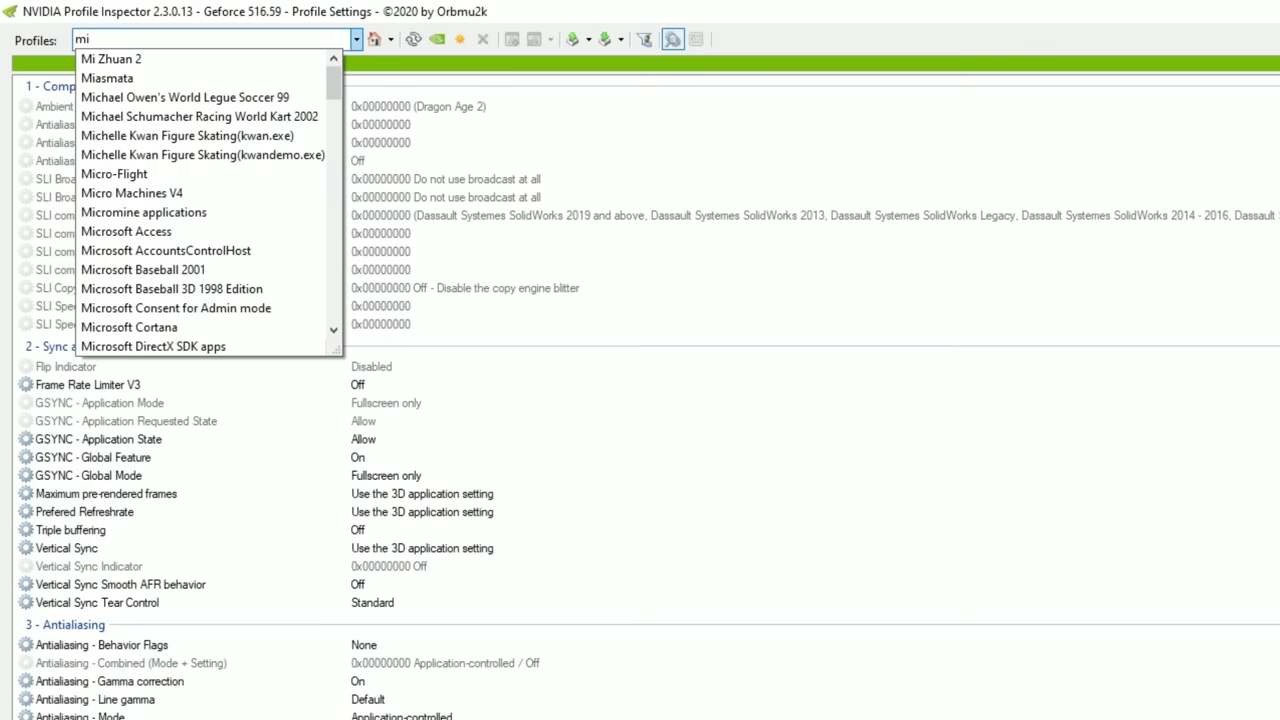 NVIDIA Profile Inspector 2.3.0.13 - Geforce 516.59 - Profile Settings - ©2020 by Orbmu2k
Profiles: mi
Mi Zhuan 2
Miasmata
Michael Owen's World Legue Soccer 99
Michael Schumacher Racing World Kart 2002
Michelle Kwan Figure Skating(kwan.exe)
Michelle Kwan Figure Skating(kwandemo.exe)
Micro-Flight
Micro Machines V4
Micromine applications
Microsoft Access
Microsoft AccountsControlHost
Microsoft Baseball 2001
Microsoft Baseball 3D 1998 Edition
Microsoft Consent for Admin mode
Microsoft Cortana
Microsoft DirectX SDK apps
1 - Comp
Ambient 0x00000000 (Dragon Age 2)
Antialias 0x00000000
Antialias 0x00000000
Antialias Off
SLI Broa 0x00000000 Do not use broadcast at all
SLI Broa 0x00000000 Do not use broadcast at all
SLI com 0x00000000 (Dassault Systemes SolidWorks 2019 and above, Dassault Systemes SolidWorks 2013, Dassault Systemes SolidWorks Legacy, Dassault Systemes SolidWorks 2014 - 2016, Dassault S
SLI com 0x00000000
SLI com 0x00000000
SLI com 0x00000000
SLI Copy 0x00000000 Off - Disable the copy engine blitter
SLI Spe 0x00000000
SLI Spe 0x00000000
2 - Sync a
Flip Indicator Disabled
Frame Rate Limiter V3 Off
GSYNC - Application Mode Fullscreen only
GSYNC - Application Requested State Allow
GSYNC - Application State Allow
GSYNC - Global Feature On
GSYNC - Global Mode Fullscreen only
Maximum pre-rendered frames Use the 3D application setting
Prefered Refreshrate Use the 3D application setting
Triple buffering Off
Vertical Sync Use the 3D application setting
Vertical Sync Indicator 0x00000000 Off
Vertical Sync Smooth AFR behavior Off
Vertical Sync Tear Control Standard
3 - Antialiasing
Antialiasing - Behavior Flags None
Antialiasing - Combined (Mode + Setting) 0x00000000 Application-controlled / Off
Antialiasing - Gamma correction On
Antialiasing - Line gamma Default
Antialiasing - Mode Application-controlled